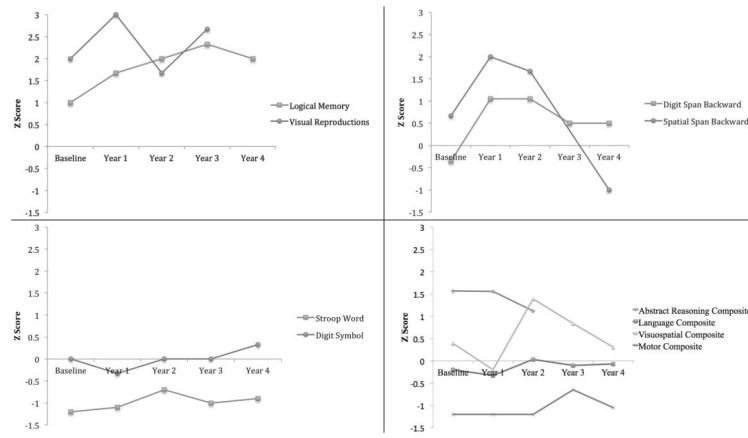 3
2.5
2
1.5
1
0.5
0
-0.5
-1
-1.5
Z Score
Baseline Year 1 Year 2 Year 3 Year 4
Logical Memory
Visual Reproductions
3
2.5
2
1.5
1
0.5
0
-0.5
-1
-1.5
Z Score
Baseline Year 1 Year 2 Year 3 Year 4
Digit Span Backward
Spatial Span Backward
3
2.5
2
1.5
1
0.5
0
-0.5
-1
-1.5
Z Score
Baseline Year 1 Year 2 Year 3 Year 4
Stroop Word
Digit Symbol
3
2.5
2
1.5
1
0.5
0
-0.5
-1
-1.5
Z Score
Baseline Year 1 Year 2 Year 3 Year 4
Abstract Reasoning Composite
Language Composite
Visuospatial Composite
Motor Composite